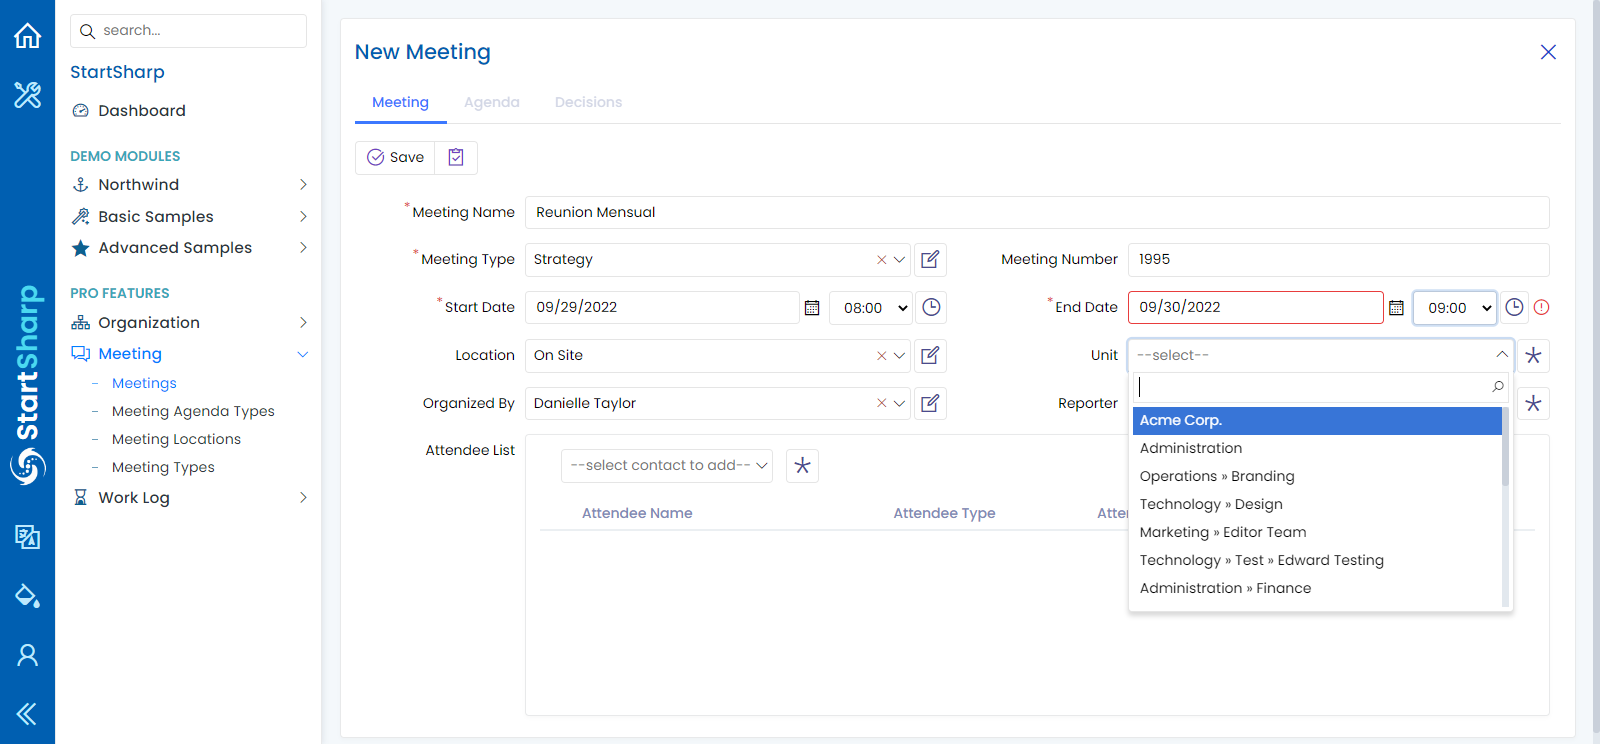 search...
StartSharp
Dashboard
DEMO MODULES
Northwind
Basic Samples
Advanced Samples
PRO FEATURES
Organization
Meeting
- Meetings
- Meeting Agenda Types
- Meeting Locations
- Meeting Types
Work Log
StartSharp
New Meeting
Meeting Agenda Decisions
Save
*Meeting Name Reunion Mensual
*Meeting Type Strategy
Meeting Number 1995
*Start Date 09/29/2022 08:00
*End Date 09/30/2022 09:00
Location On Site
Unit --select--
Organized By Danielle Taylor
Reporter
Acme Corp.
Administration
Operations » Branding
Technology » Design
Marketing » Editor Team
Technology » Test » Edward Testing
Administration » Finance
Attendee List
--select contact to add--
Attendee Name Attendee Type